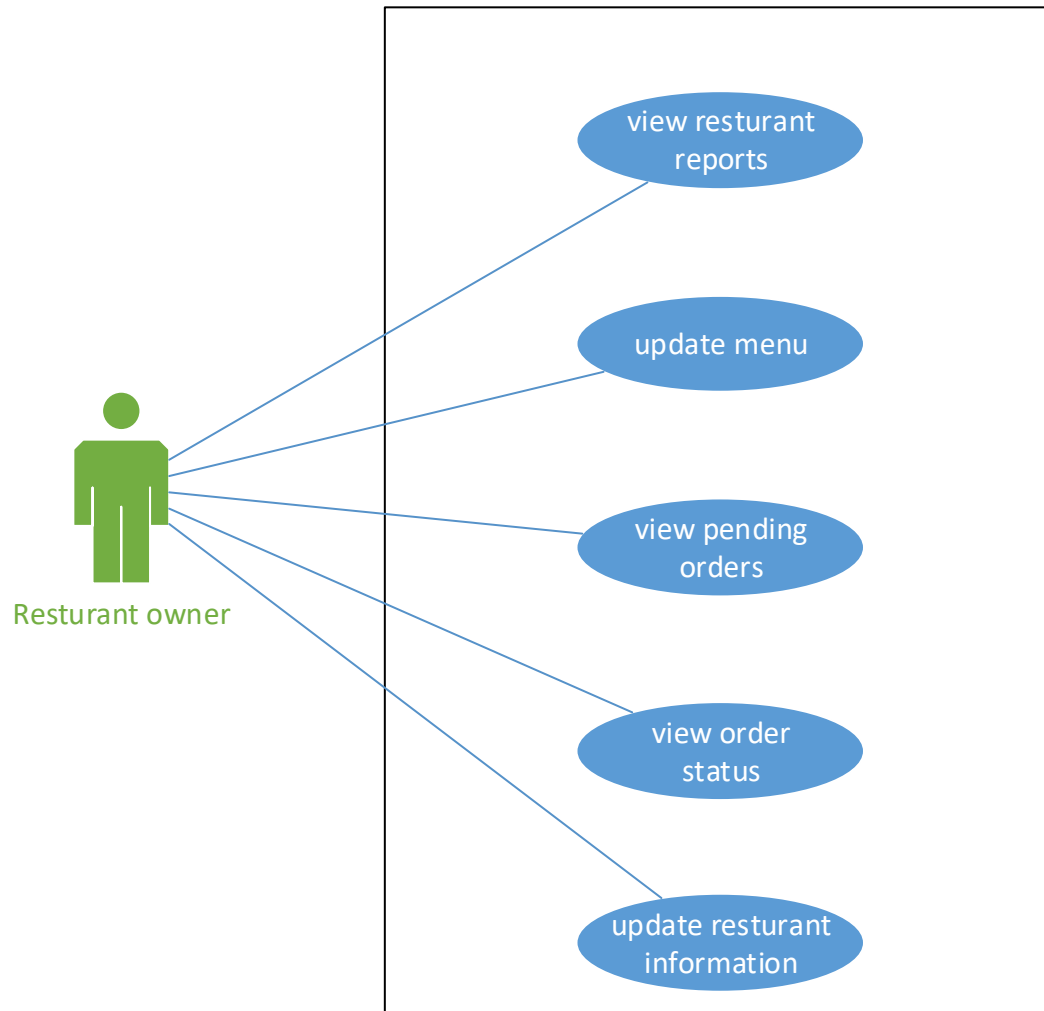 view resturant
reports
update menu
view pending
orders
Resturant owner
view order
status
update resturant
information